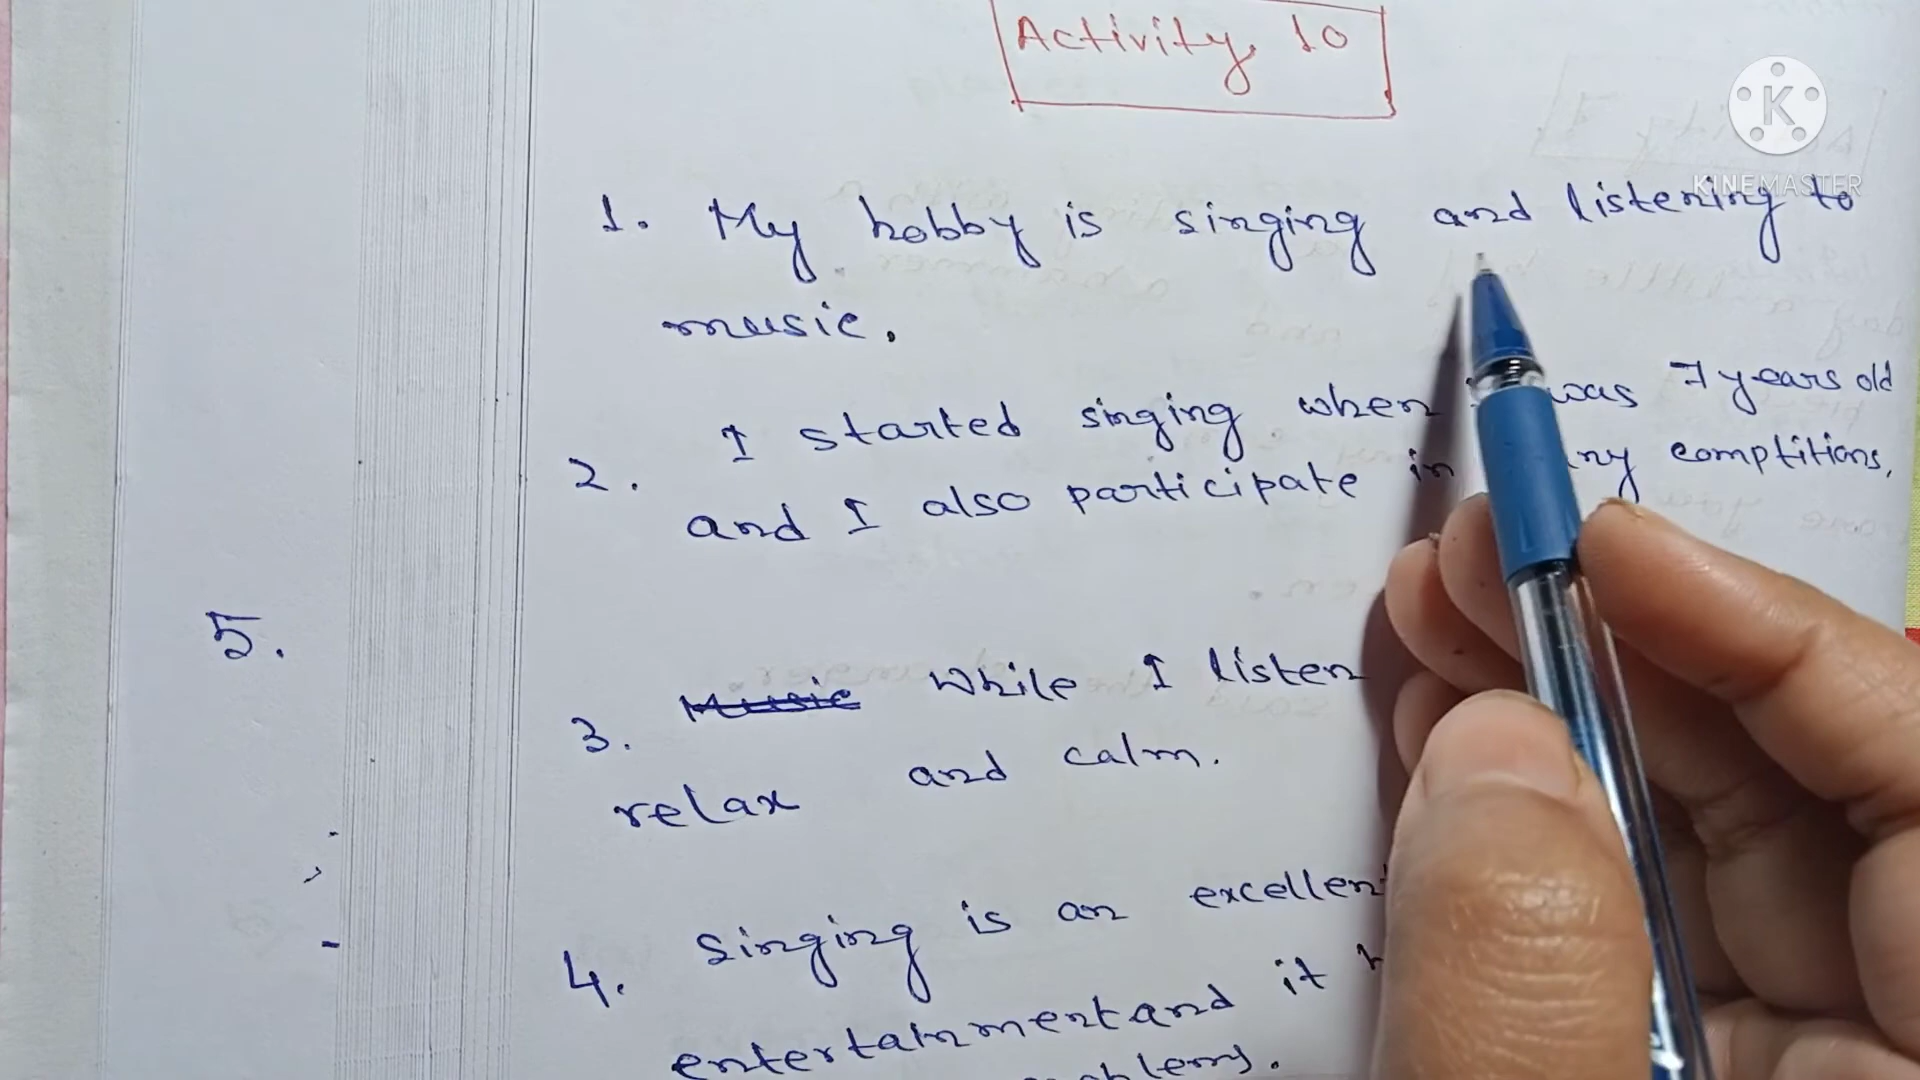 Activity 10
KINEMASTER
1. My hobby is singing and listening to
music.
2. I started singing when was 7 years old
and I also participate in comptitions,
5.
3. Music While I listen
relax and calm.
4. Singing is an excellent
entertainment and it